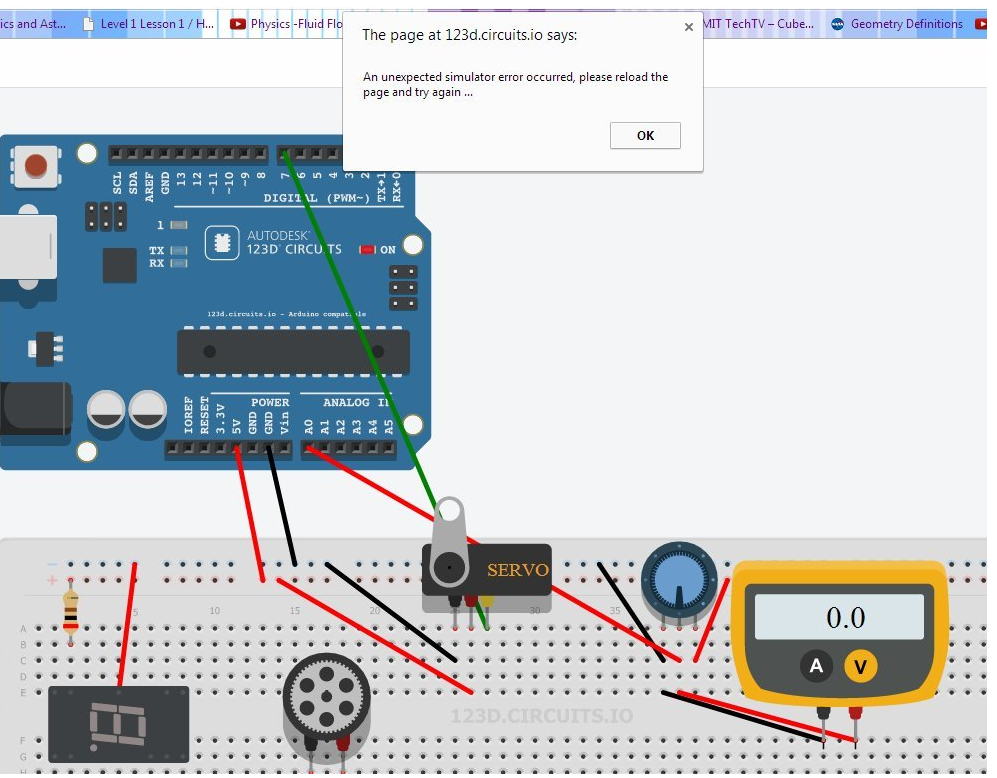 ics and Ast...
Level 1 Lesson 1 / H...
Physics -Fluid Flo
MIT TechTV – Cube...
Geometry Definitions
The page at 123d.circuits.io says:
An unexpected simulator error occurred, please reload the
page and try again ...
OK
SCL
SDA
AREF
GND
13
12
~11
~10
~9
8
7
~6
~5
4
~3
2
TX→1
RX←0
DIGITAL (PWM~)
1
TX
RX
AUTODESK
123D CIRCUITS
ON
123d.circuits.io - Arduino compatible
POWER
ANALOG IN
IOREF
RESET
3.3V
5V
GND
GND
Vin
A0
A1
A2
A3
A4
A5
SERVO
0.0
A V
5 10 15 20 30 35
A
B
C
D
E
F
G
H
123D.CIRCUITS.IO